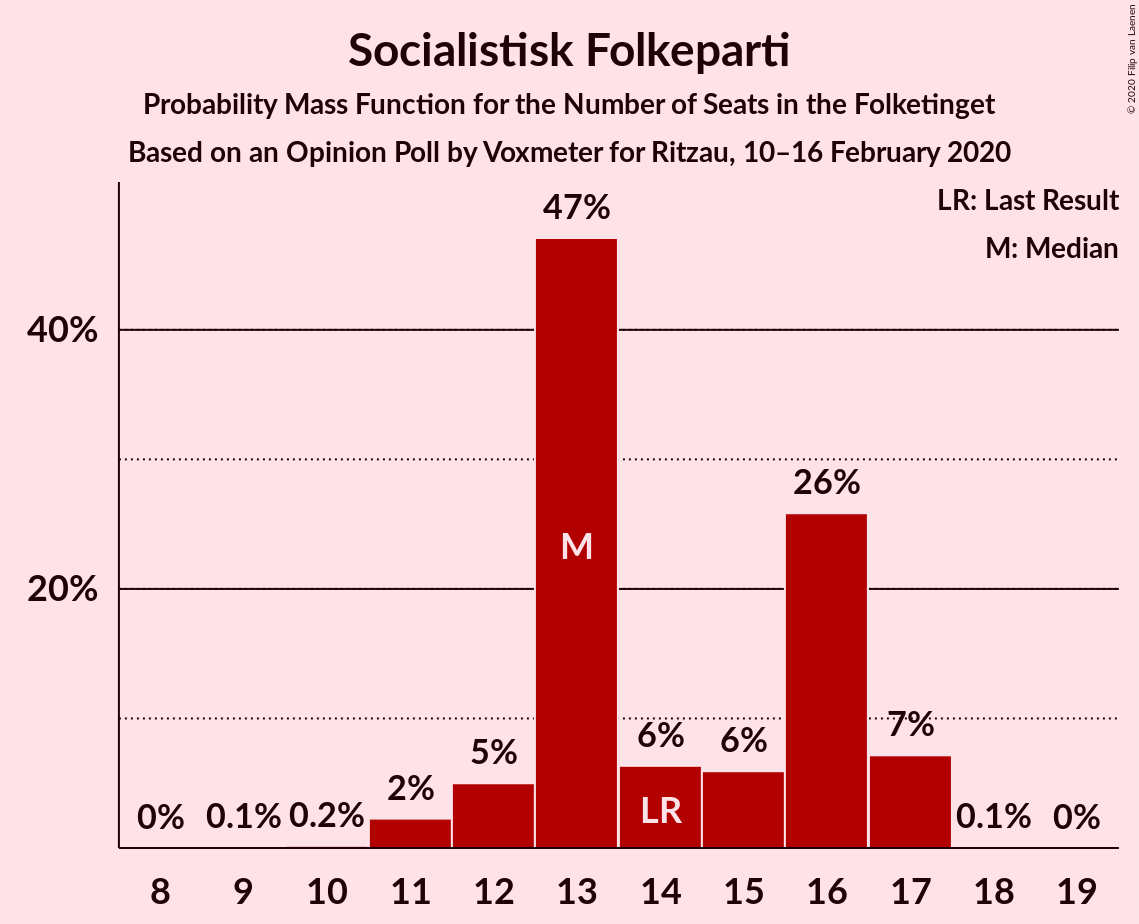 Socialistisk Folkeparti
Probability Mass Function for the Number of Seats in the Folketinget
Based on an Opinion Poll by Voxmeter for Ritzau, 10–16 February 2020
© 2020 Filip van Laenen
LR: Last Result
M: Median
40%
20%
0%
0.1%
0.2%
2%
5%
47%
M
6%
LR
6%
26%
7%
0.1%
0%
8 9 10 11 12 13 14 15 16 17 18 19